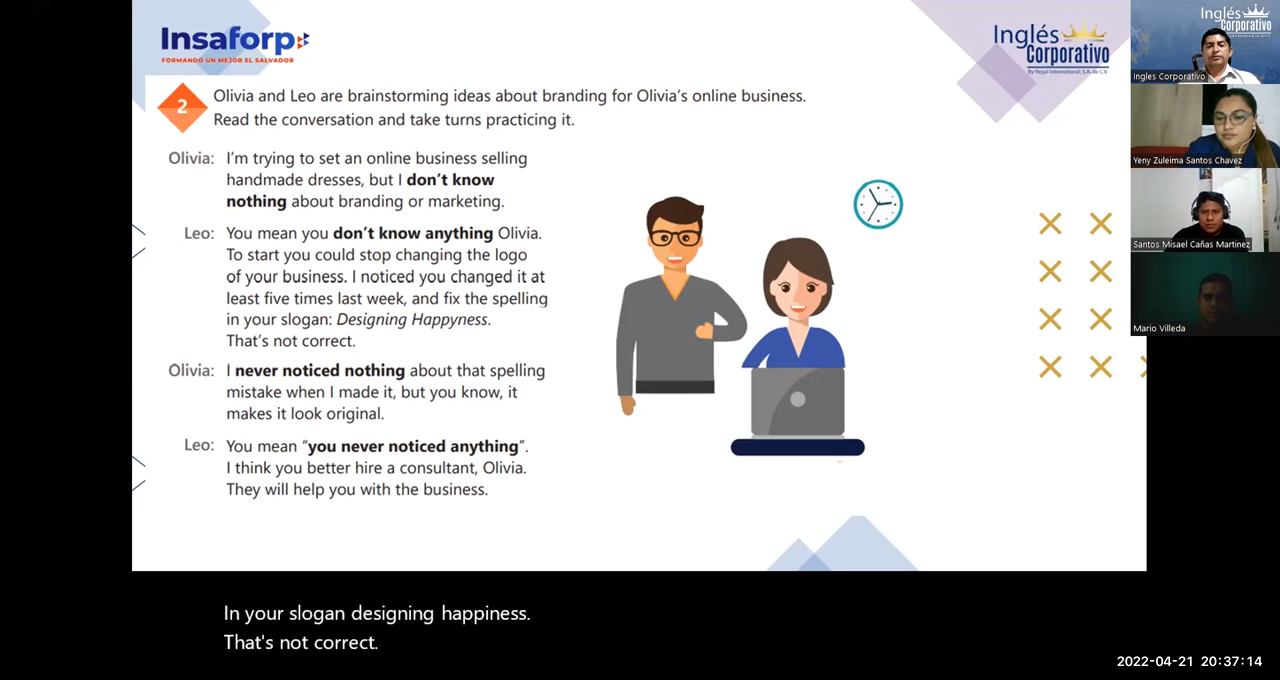 Insaforp
FORMANDO UN MEJOR EL SALVADOR
Inglés
Corporativo
By Regal International, S.A. de C.V.
2
Olivia and Leo are brainstorming ideas about branding for Olivia's online business.
Read the conversation and take turns practicing it.
Olivia: I'm trying to set an online business selling
handmade dresses, but I don't know
nothing about branding or marketing.
Leo: You mean you don't know anything Olivia.
To start you could stop changing the logo
of your business. I noticed you changed it at
least five times last week, and fix the spelling
in your slogan: Designing Happyness.
That's not correct.
Olivia: I never noticed nothing about that spelling
mistake when I made it, but you know, it
makes it look original.
Leo: You mean “you never noticed anything”.
I think you better hire a consultant, Olivia.
They will help you with the business.
Inglés
Corporativo
Ingles Corporativo
Yeny Zuleima Santos Chavez
Santos Misael Cañas Martinez
Mario Villeda
In your slogan designing happiness.
That's not correct.
2022-04-21 20:37:14